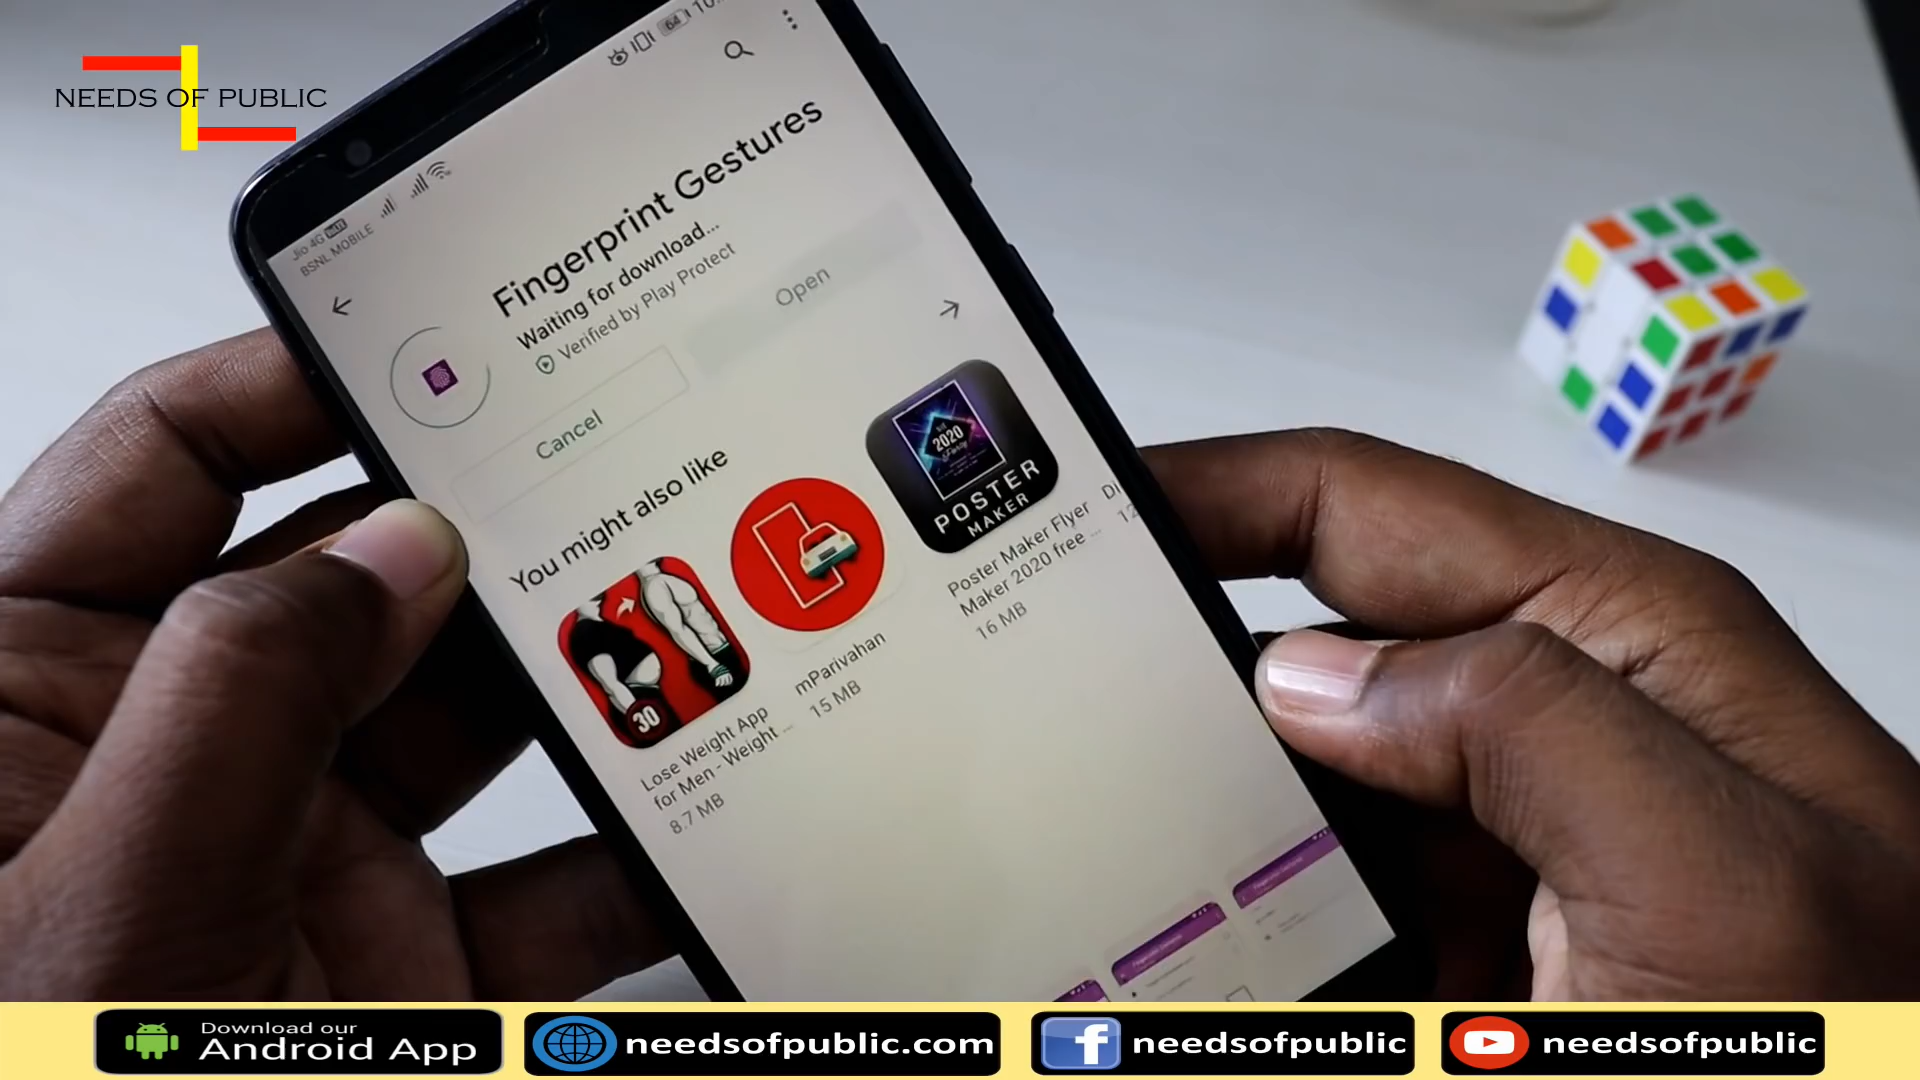 NEEDS OF PUBLIC
64
Jio 4G VoLTE
BSNL MOBILE
Fingerprint Gestures
Waiting for download...
Verified by Play Protect
Cancel
Open
You might also like
2020
POSTER
MAKER
30
Lose Weight App
for Men - Weight ...
8.7 MB
mParivahan
15 MB
Poster Maker Flyer
Maker 2020 free ...
16 MB
Download our
Android App
needsofpublic.com
needsofpublic
needsofpublic